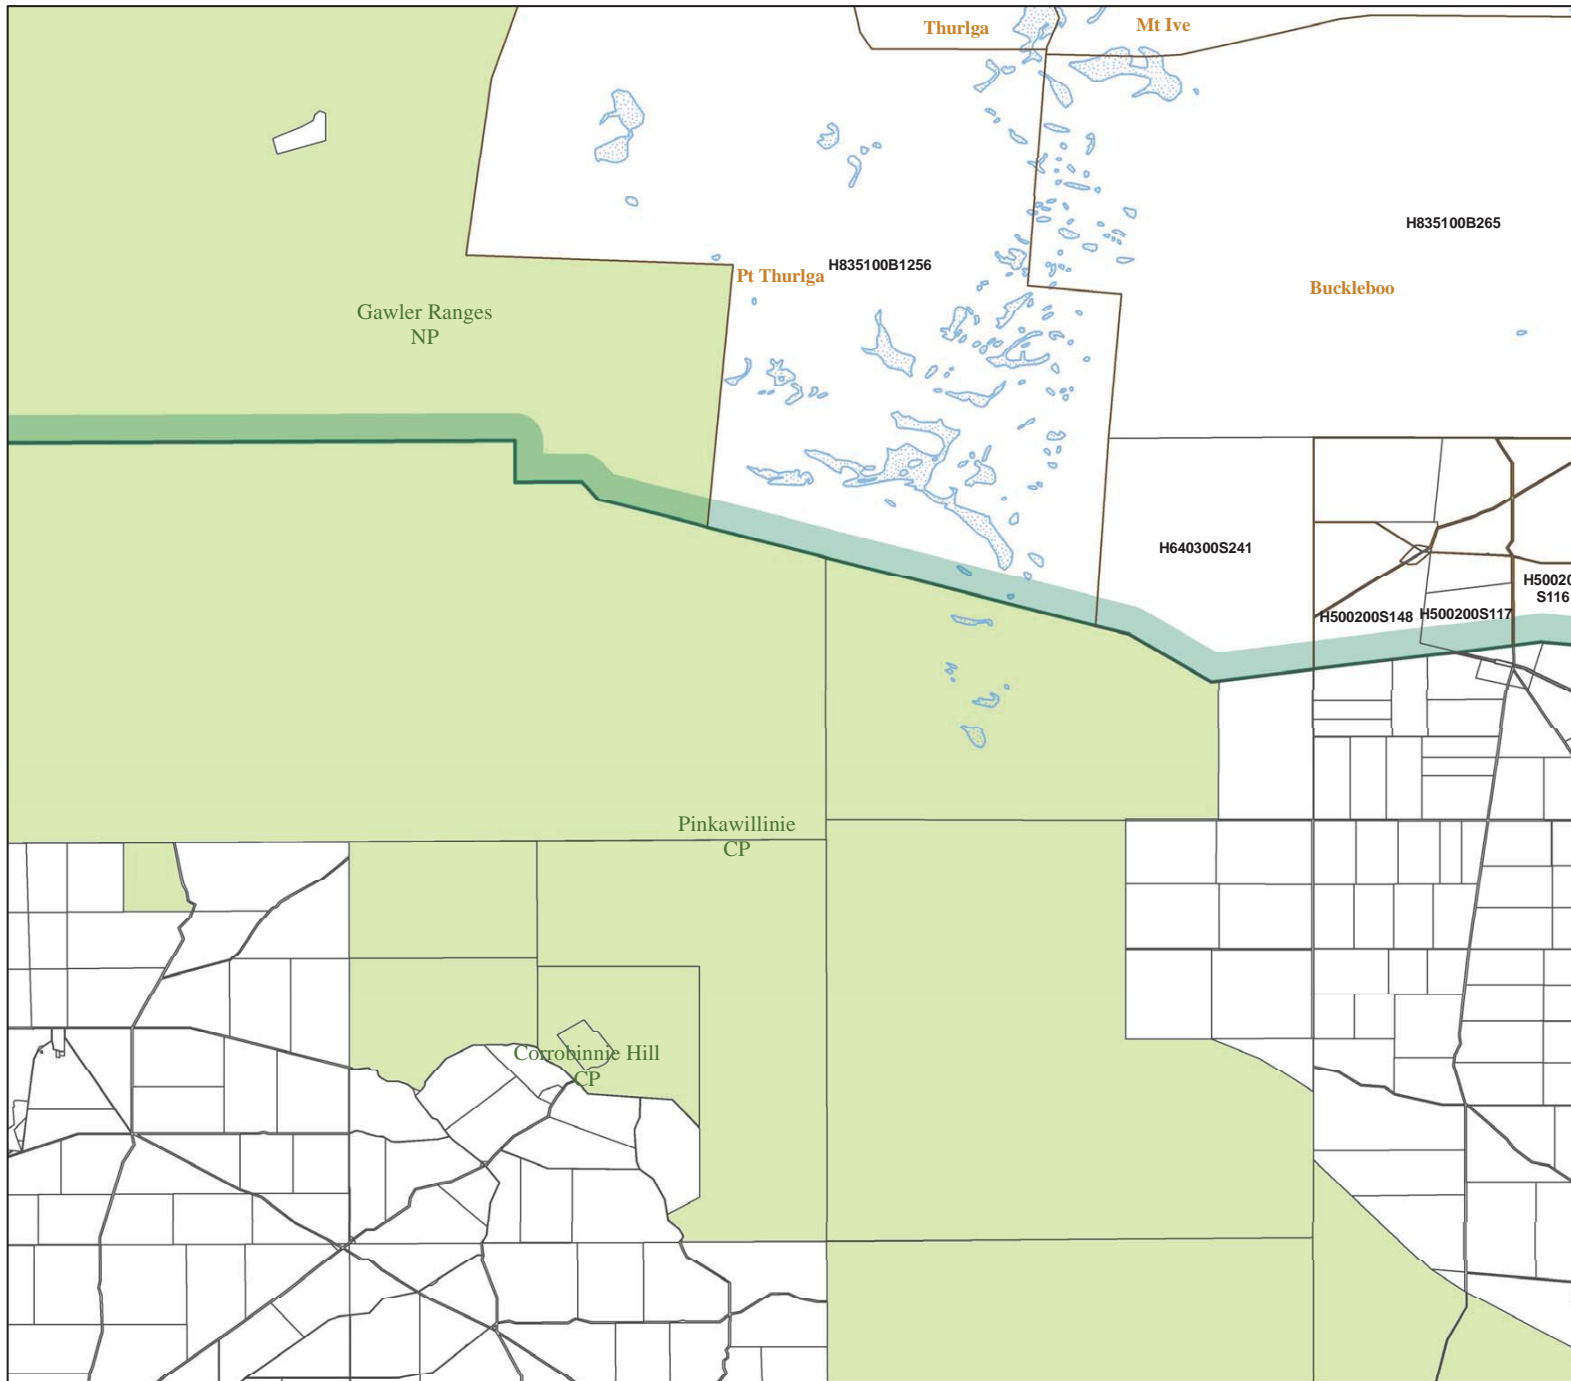 Thurlga
Mt Ive
H835100B265
H835100B1256
Pt Thurlga
Buckleboo
Gawler Ranges
NP
H640300S241
H50020
S116
H500200S148
H500200S117
Pinkawillinie
CP
Corrobinnie Hill
CP